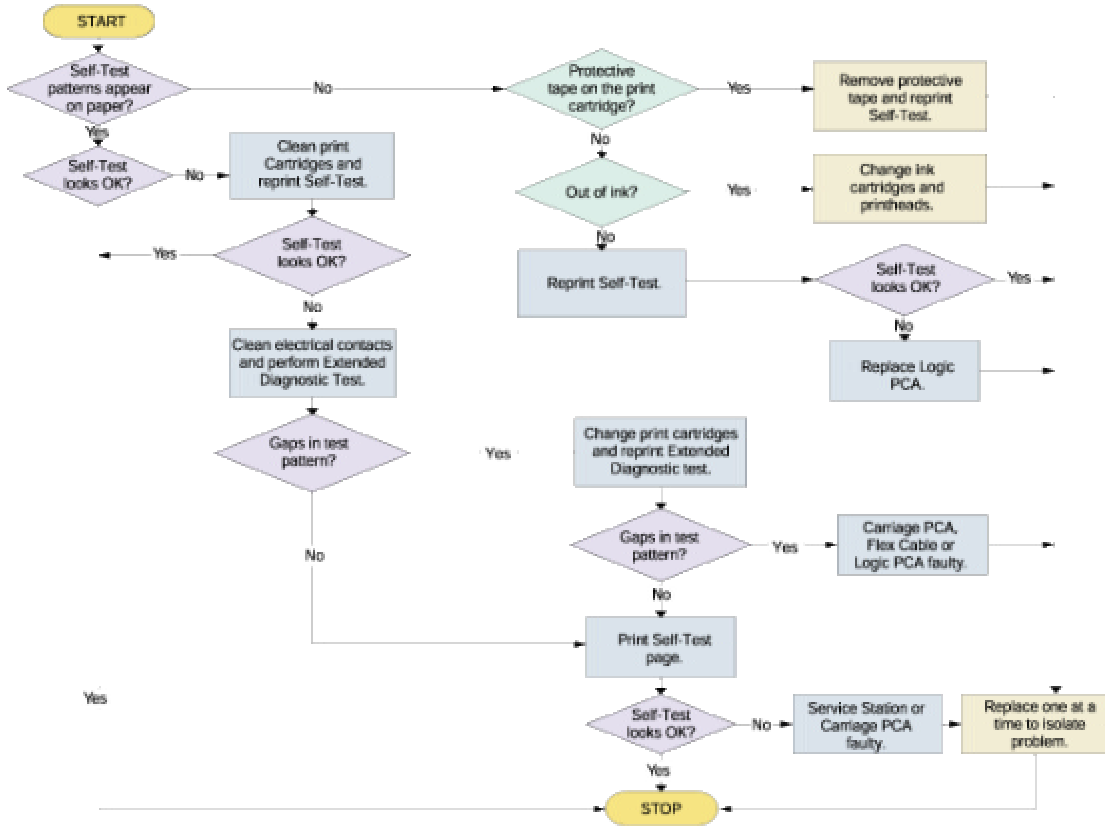 START
Self-Test
patterns appear
on paper?
No
Protective
tape on the print
cartridge?
Yes
Remove protective
tape and reprint
Self-Test.
Yes
No
Self-Test
looks OK?
No
Clean print
Cartridges and
reprint Self-Test.
Out of ink?
Yes
Change ink
cartridges and
printheads.
No
Yes
Self-Test
looks OK?
Reprint Self-Test.
Self-Test
looks OK?
Yes
No
No
Clean electrical contacts
and perform Extended
Diagnostic Test.
Replace Logic
PCA.
Gaps in test
pattern?
Yes
Change print cartridges
and reprint Extended
Diagnostic test.
No
Gaps in test
pattern?
Yes
Carriage PCA,
Flex Cable or
Logic PCA faulty.
No
Print Self-Test
page.
Yes
Self-Test
looks OK?
No
Service Station or
Carriage PCA
faulty.
Replace one at a
time to isolate
problem.
Yes
STOP